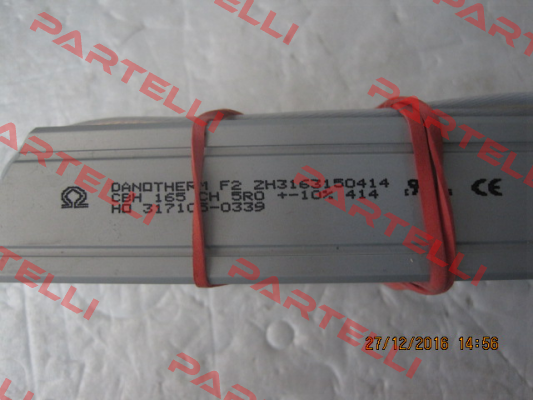 PARTELLI
PARTELLI
PARTELLI
DANOTHERM F2 ZH3163150414
CBH 165 CH 5R0 +-10% 414
HD 317105-0339
CE
PARTELLI
PARTELLI
27/12/2016 14:56
PARTELLI